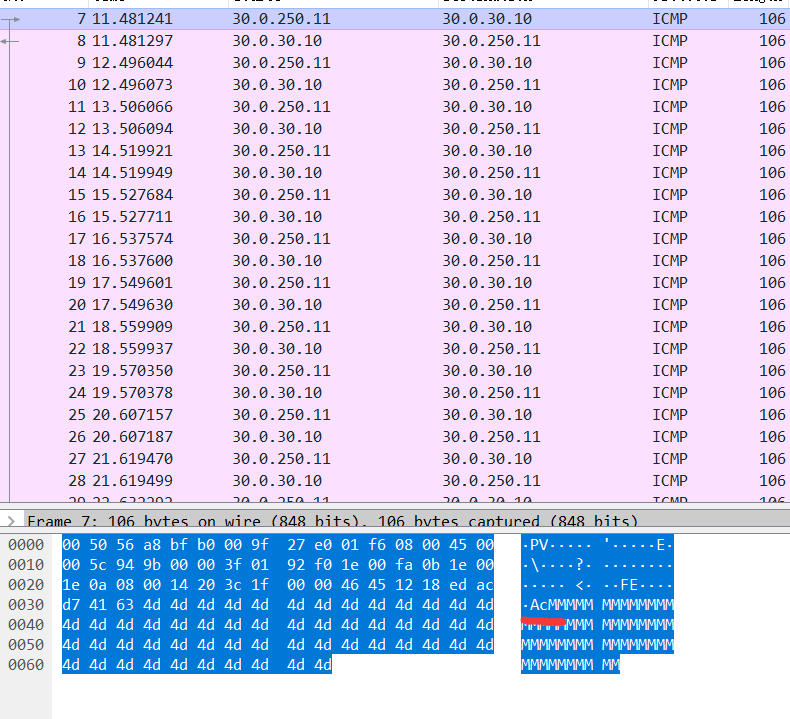 7 11.481241 30.0.250.11 30.0.30.10 ICMP 106
8 11.481297 30.0.30.10 30.0.250.11 ICMP 106
9 12.496044 30.0.250.11 30.0.30.10 ICMP 106
10 12.496073 30.0.30.10 30.0.250.11 ICMP 106
11 13.506066 30.0.250.11 30.0.30.10 ICMP 106
12 13.506094 30.0.30.10 30.0.250.11 ICMP 106
13 14.519921 30.0.250.11 30.0.30.10 ICMP 106
14 14.519949 30.0.30.10 30.0.250.11 ICMP 106
15 15.527684 30.0.250.11 30.0.30.10 ICMP 106
16 15.527711 30.0.30.10 30.0.250.11 ICMP 106
17 16.537574 30.0.250.11 30.0.30.10 ICMP 106
18 16.537600 30.0.30.10 30.0.250.11 ICMP 106
19 17.549601 30.0.250.11 30.0.30.10 ICMP 106
20 17.549630 30.0.30.10 30.0.250.11 ICMP 106
21 18.559909 30.0.250.11 30.0.30.10 ICMP 106
22 18.559937 30.0.30.10 30.0.250.11 ICMP 106
23 19.570350 30.0.250.11 30.0.30.10 ICMP 106
24 19.570378 30.0.30.10 30.0.250.11 ICMP 106
25 20.607157 30.0.250.11 30.0.30.10 ICMP 106
26 20.607187 30.0.30.10 30.0.250.11 ICMP 106
27 21.619470 30.0.250.11 30.0.30.10 ICMP 106
28 21.619499 30.0.30.10 30.0.250.11 ICMP 106
Frame 7: 106 bytes on wire (848 bits), 106 bytes captured (848 bits)
0000 00 50 56 a8 bf b0 00 9f 27 e0 01 f6 08 00 45 00 ·PV····· '·····E·
0010 00 5c 94 9b 00 00 3f 01 92 f0 1e 00 fa 0b 1e 00 ·\····?· ········
0020 1e 0a 08 00 14 20 3c 1f 00 00 46 45 12 18 ed ac ····· <· ··FE····
0030 d7 41 63 4d 4d 4d 4d 4d 4d 4d 4d 4d 4d 4d 4d 4d ·AcMMMMM MMMMMMMM
0040 4d 4d 4d 4d 4d 4d 4d 4d 4d 4d 4d 4d 4d 4d 4d 4d MMMMMMMM MMMMMMMM
0050 4d 4d 4d 4d 4d 4d 4d 4d 4d 4d 4d 4d 4d 4d 4d 4d MMMMMMMM MMMMMMMM
0060 4d 4d 4d 4d 4d 4d 4d 4d 4d 4d MMMMMMMM MM